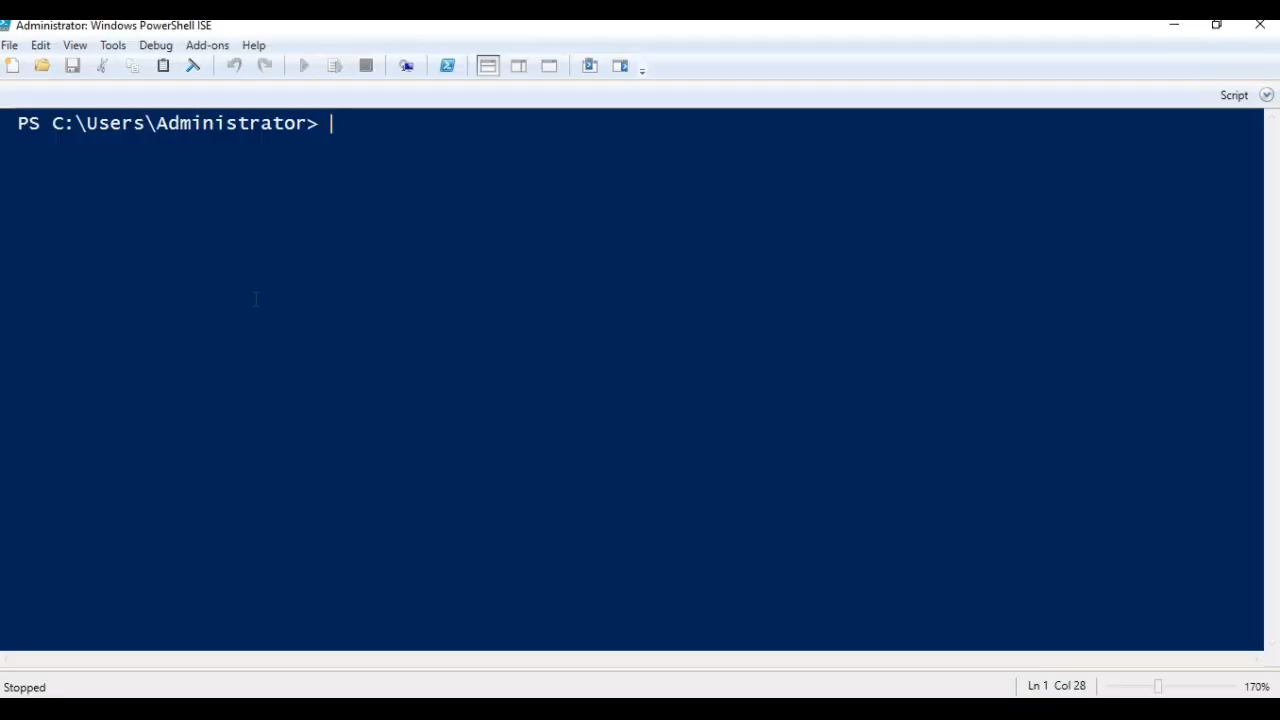 Administrator: Windows PowerShell ISE
File Edit View Tools Debug Add-ons Help
Script
PS C:\Users\Administrator>
Stopped
Ln 1 Col 28
170%